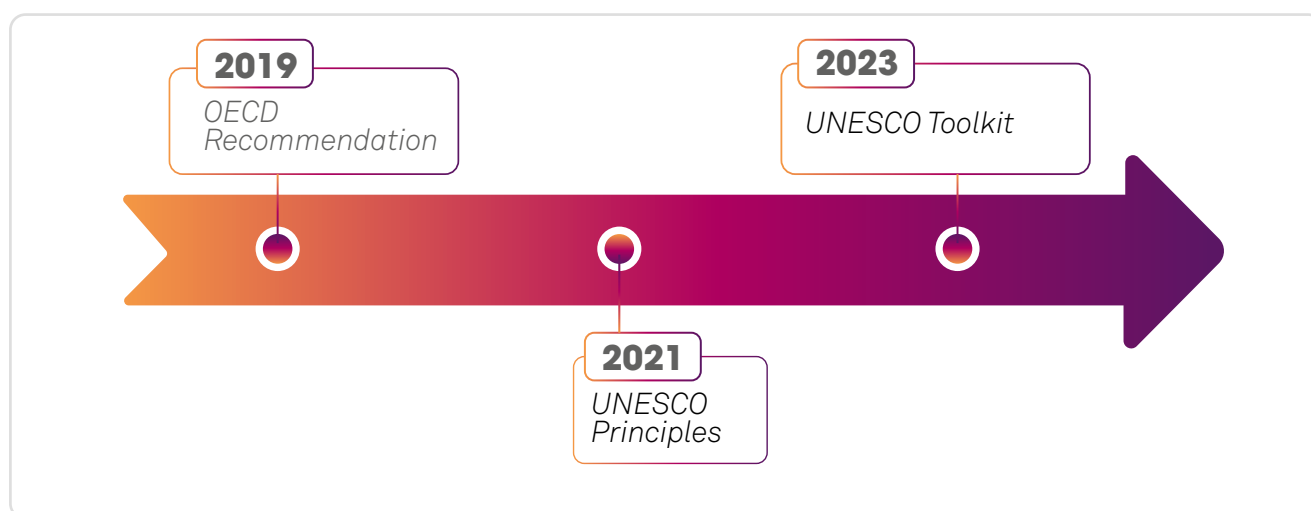 2019
OECD
Recommendation
2021
UNESCO
Principles
2023
UNESCO Toolkit